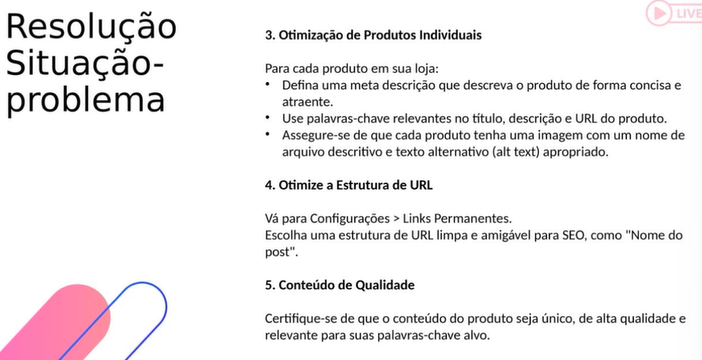 Resolução
Situação-
problema
LIVE
3. Otimização de Produtos Individuais
Para cada produto em sua loja:
• Defina uma meta descrição que descreva o produto de forma concisa e
atraente.
• Use palavras-chave relevantes no título, descrição e URL do produto.
• Assegure-se de que cada produto tenha uma imagem com um nome de
arquivo descritivo e texto alternativo (alt text) apropriado.
4. Otimize a Estrutura de URL
Vá para Configurações > Links Permanentes.
Escolha uma estrutura de URL limpa e amigável para SEO, como "Nome do
post".
5. Conteúdo de Qualidade
Certifique-se de que o conteúdo do produto seja único, de alta qualidade e
relevante para suas palavras-chave alvo.